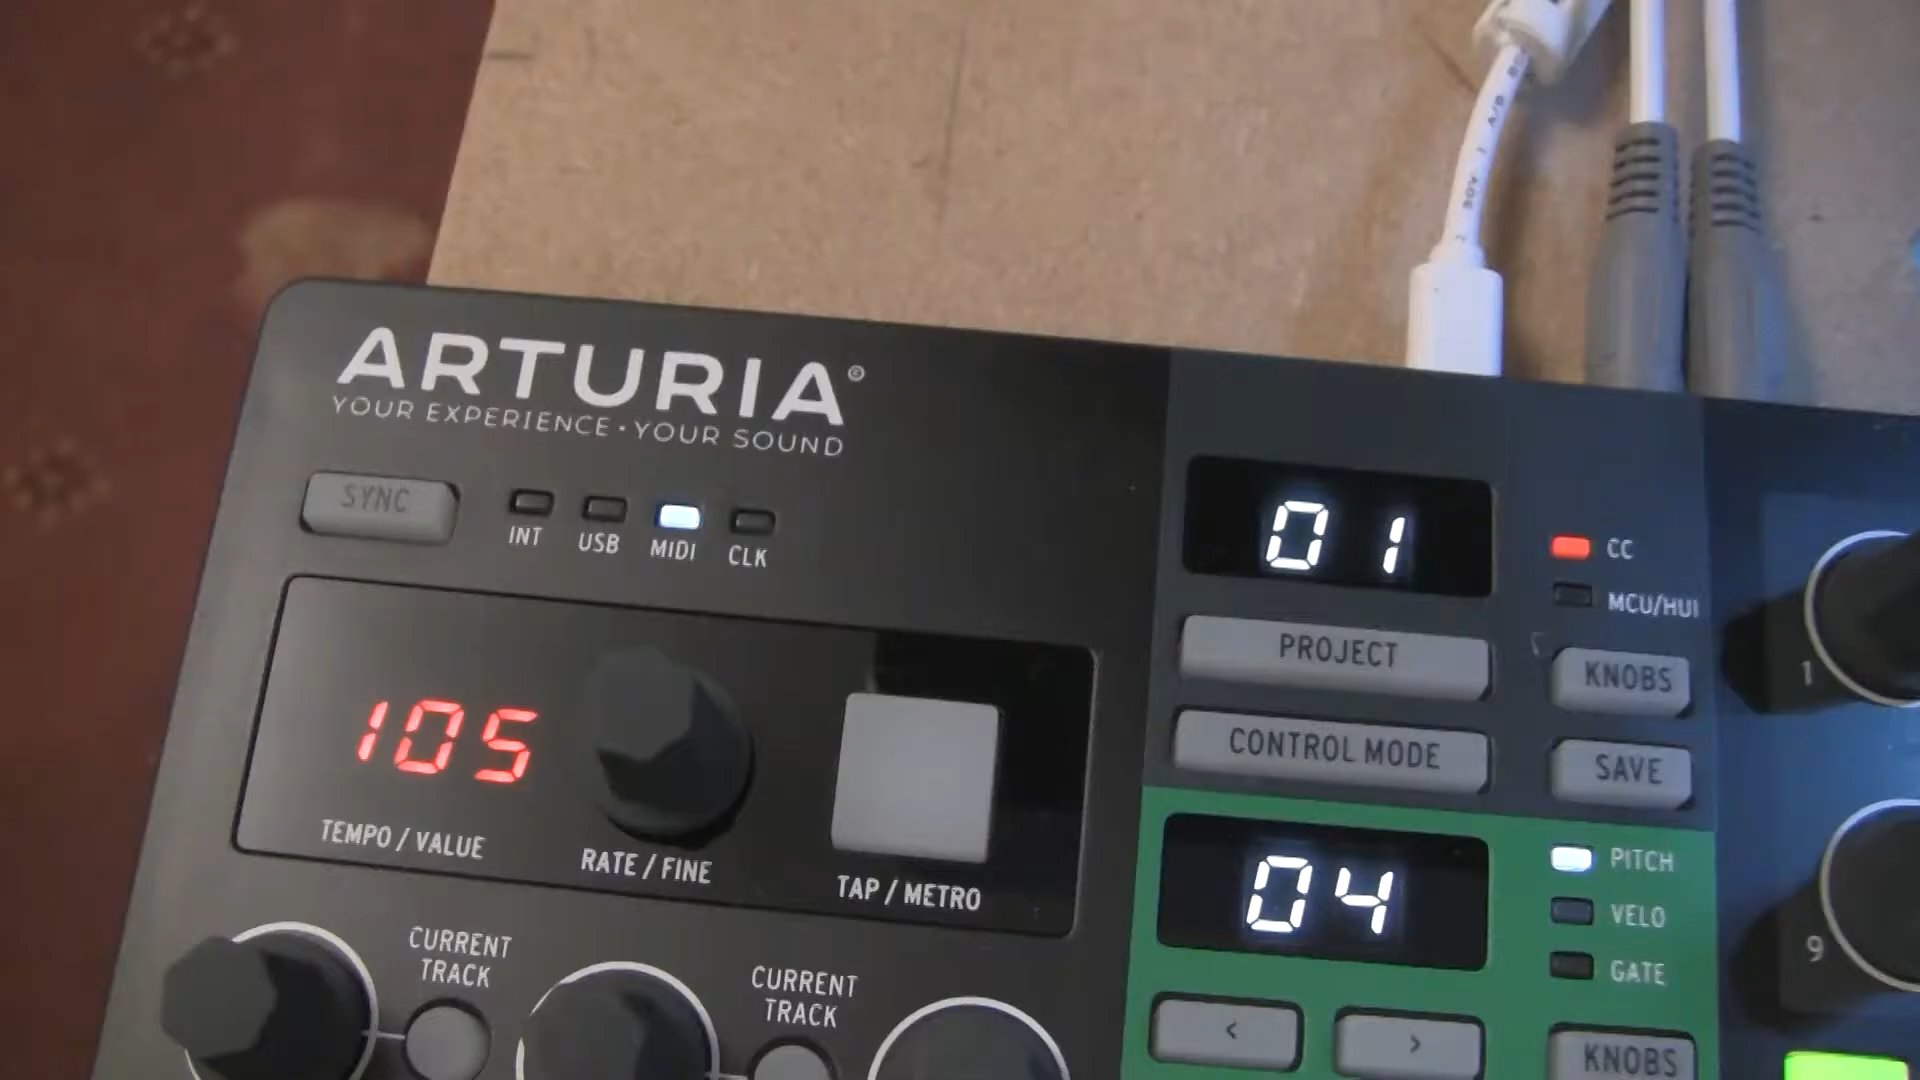 ARTURIA
YOUR EXPERIENCE • YOUR SOUND
SYNC
INT
USB
MIDI
CLK
01
CC
MCU/HUI
PROJECT
KNOBS
1
CONTROL MODE
SAVE
105
TEMPO / VALUE
RATE / FINE
TAP / METRO
04
PITCH
VELO
GATE
9
CURRENT
TRACK
CURRENT
TRACK
<
>
KNOBS